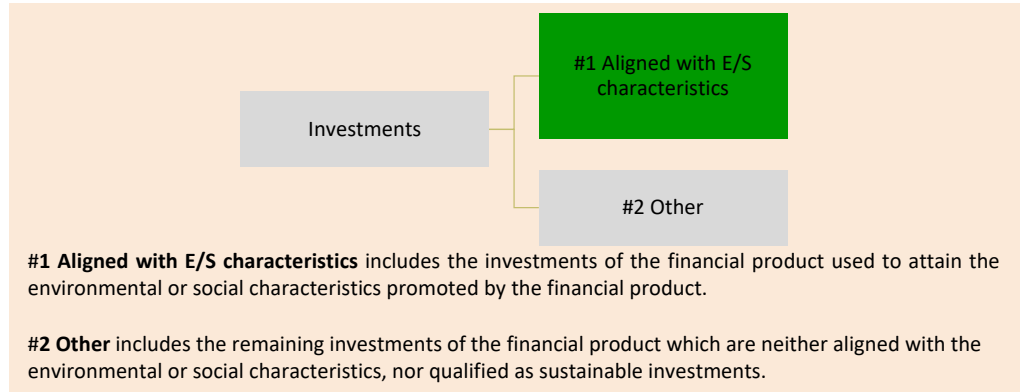 #1 Aligned with E/S
characteristics
Investments
#2 Other
#1 Aligned with E/S characteristics includes the investments of the financial product used to attain the
environmental or social characteristics promoted by the financial product.
#2 Other includes the remaining investments of the financial product which are neither aligned with the
environmental or social characteristics, nor qualified as sustainable investments.